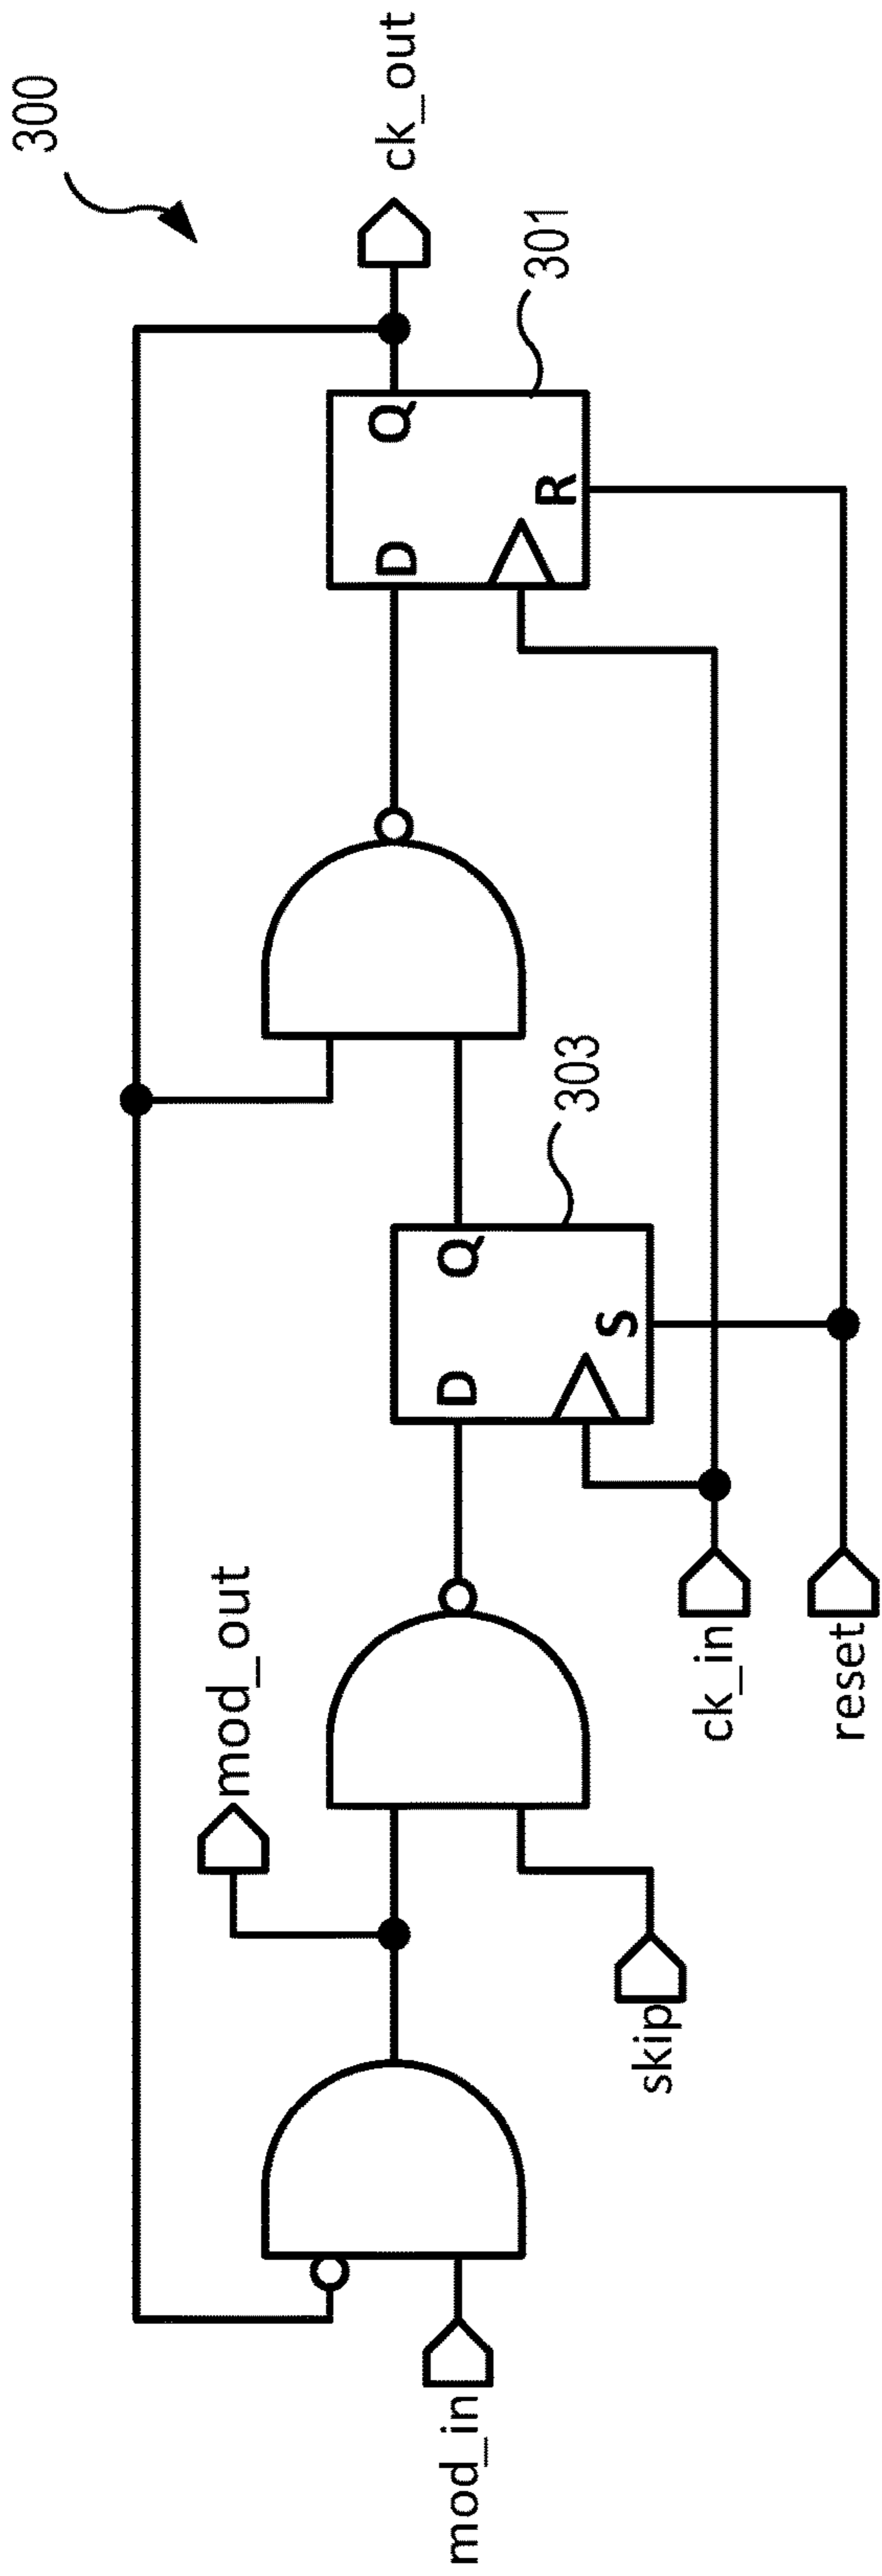 300
ck_out
301
Q
D
R
303
Q
D
S
mod_out
ck_in
reset
skip
mod_in